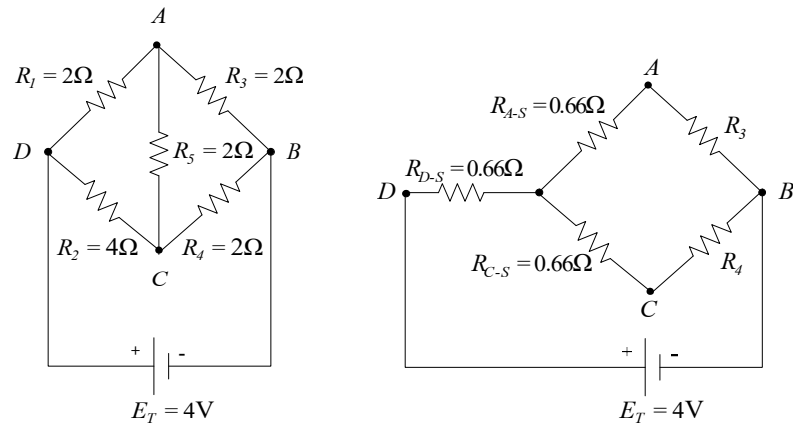 A
R1 = 2Ω
R3 = 2Ω
D
R5 = 2Ω
B
R2 = 4Ω
R4 = 2Ω
C
+ -
ET = 4V
A
RA-S = 0.66Ω
R3
RD-S = 0.66Ω
D
B
RC-S = 0.66Ω
R4
C
+ -
ET = 4V